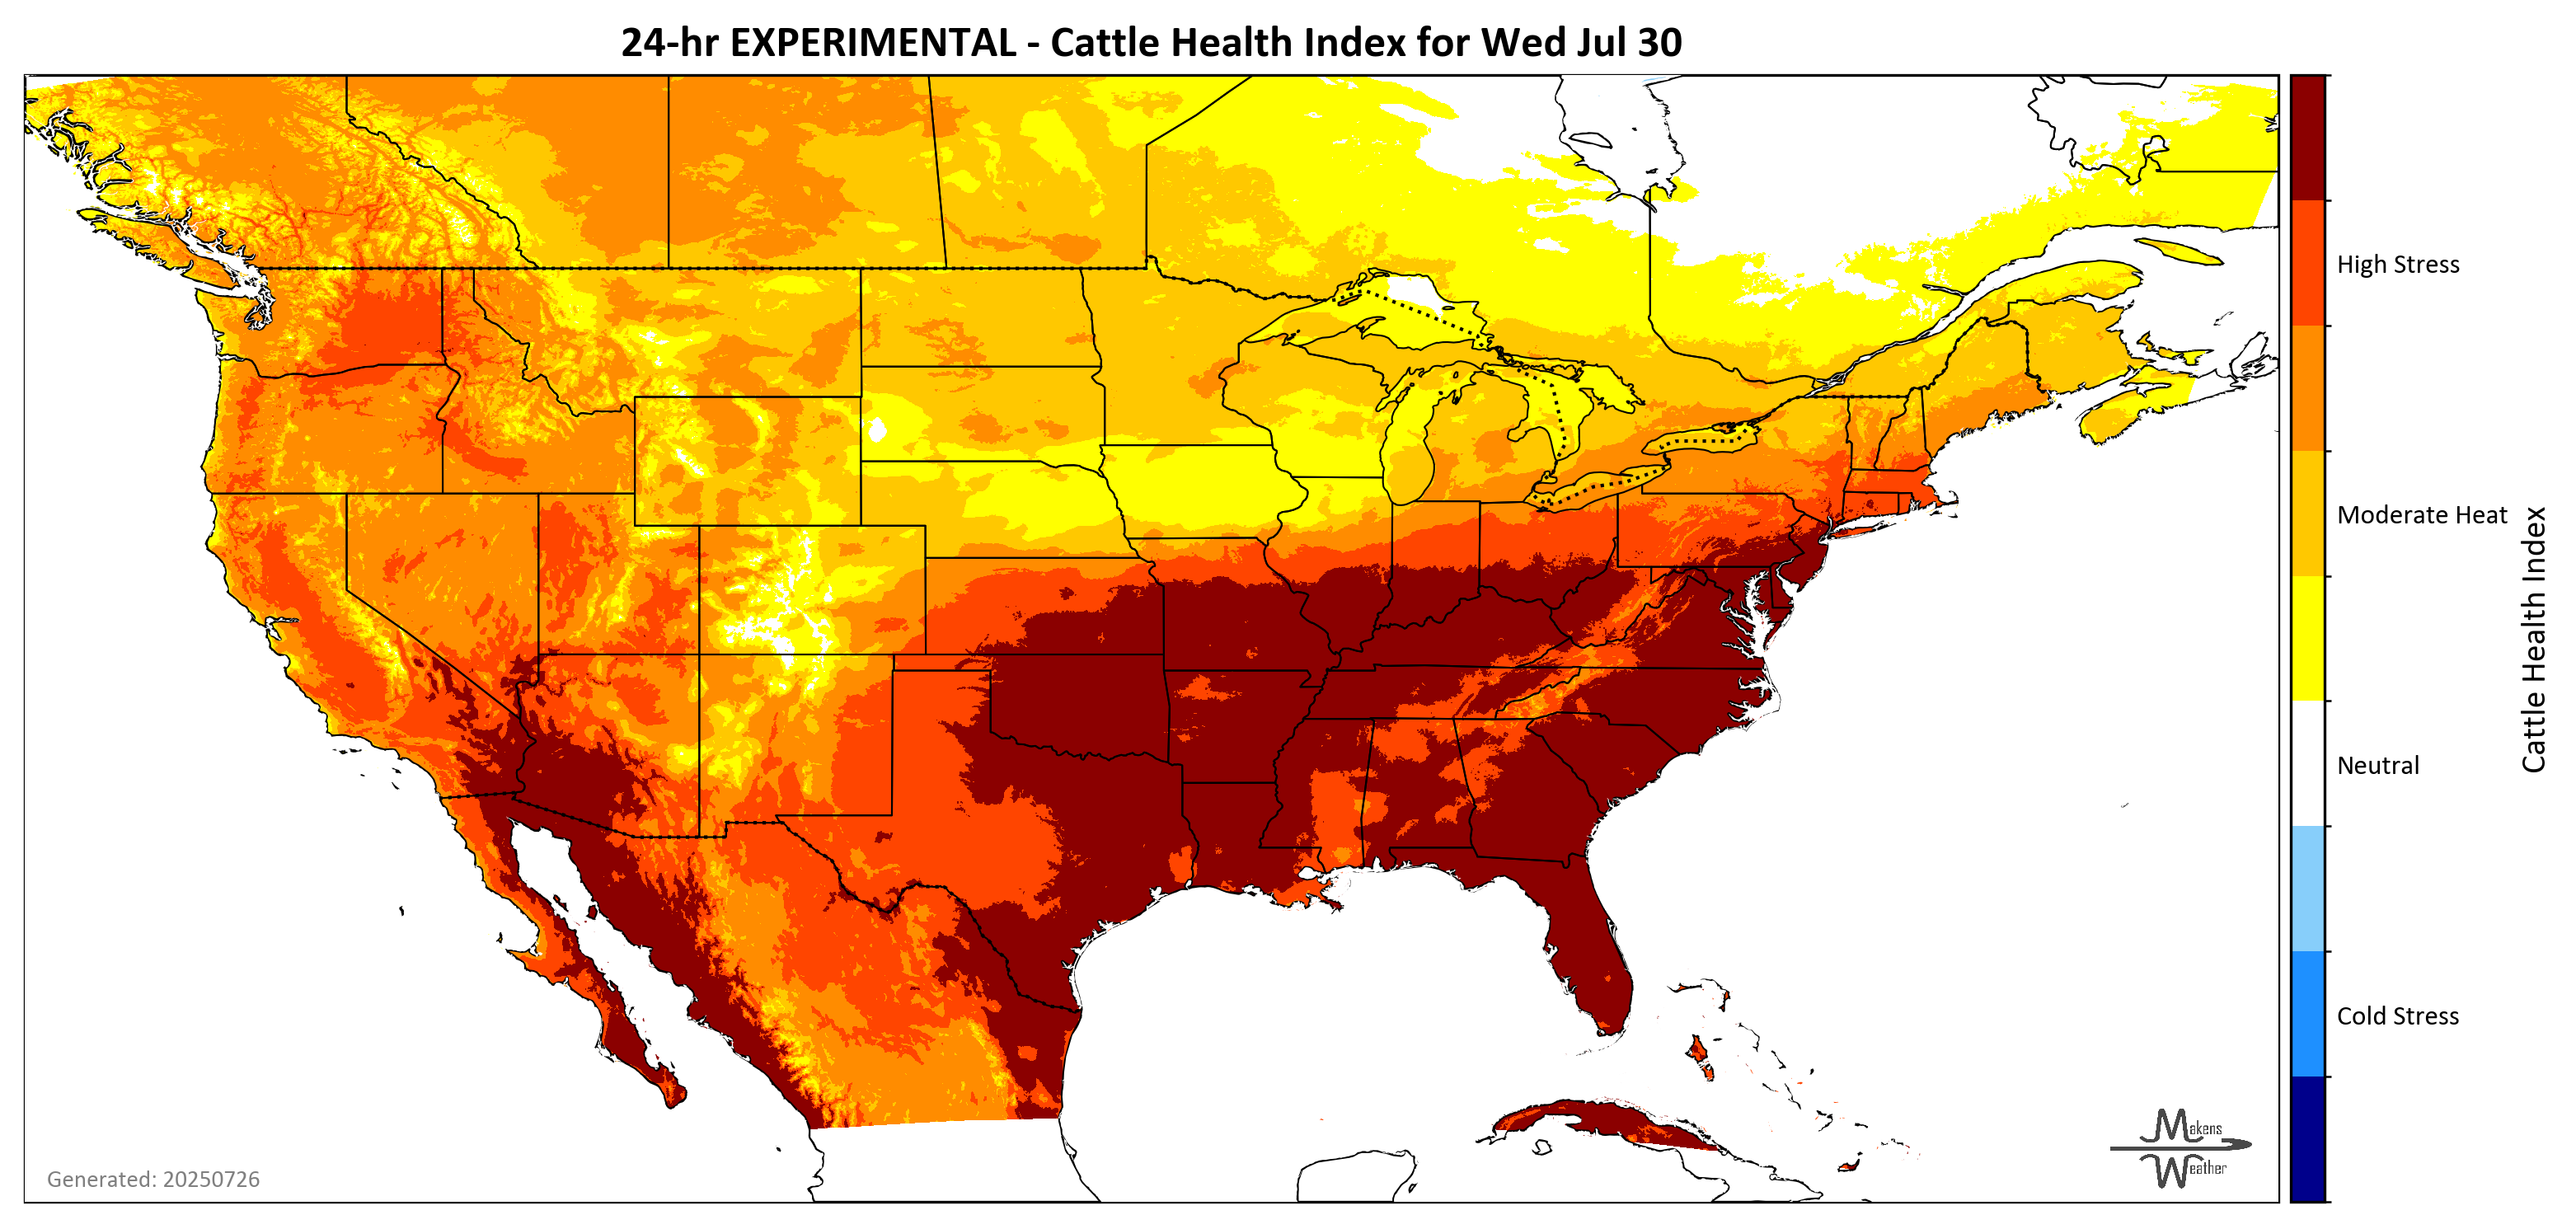 24-hr EXPERIMENTAL - Cattle Health Index for Wed Jul 30
High Stress
Moderate Heat
Neutral
Cold Stress
Cattle Health Index
Generated: 20250726
Makens
Weather